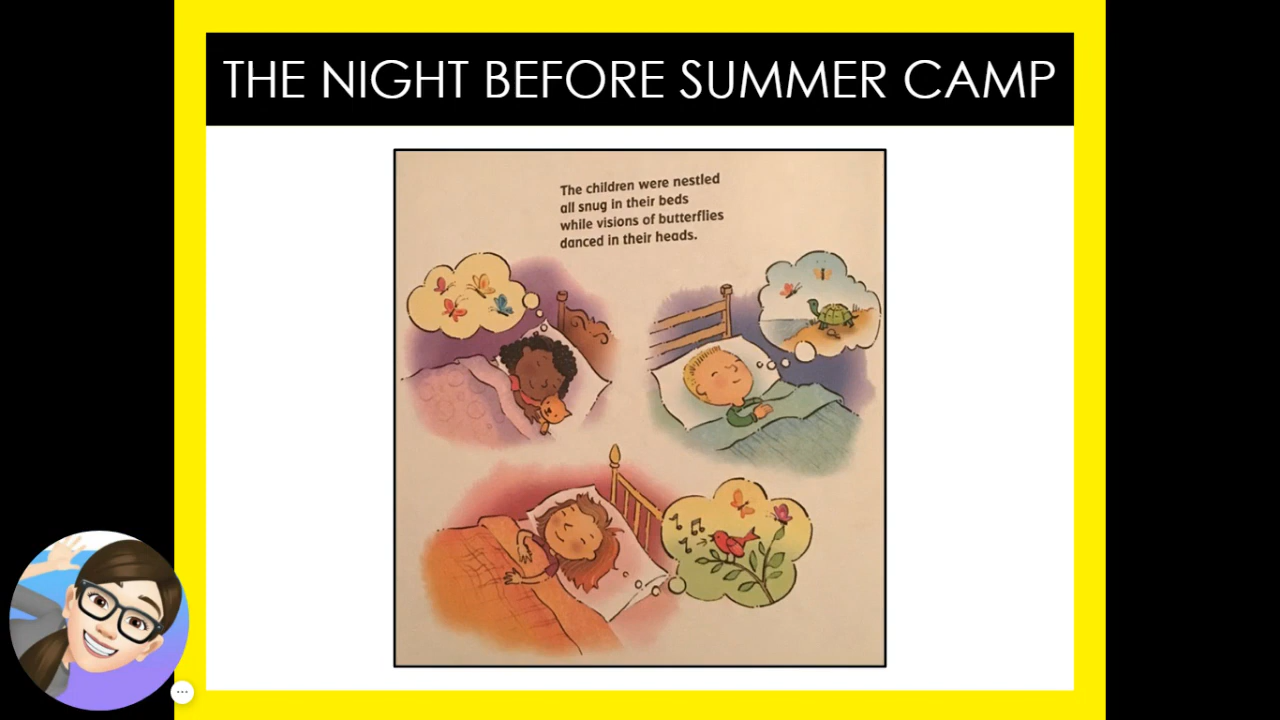 THE NIGHT BEFORE SUMMER CAMP
The children were nestled
all snug in their beds
while visions of butterflies
danced in their heads.